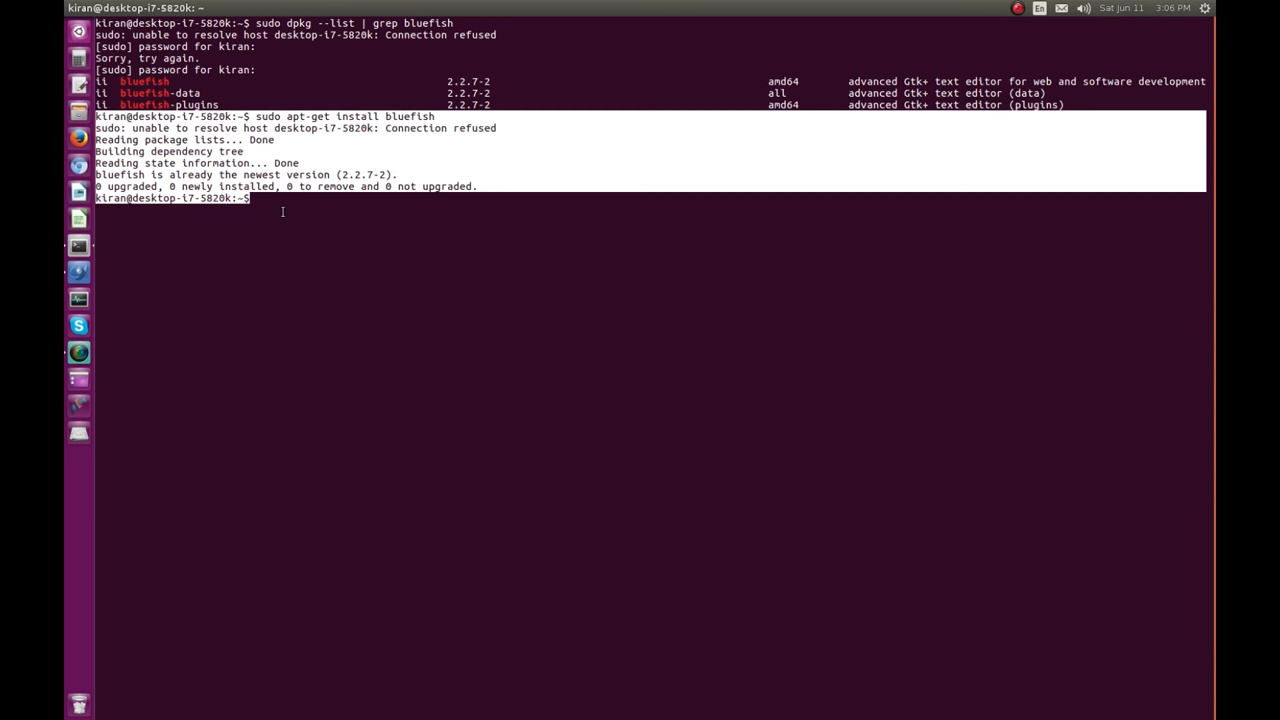 kiran@desktop-i7-5820k: ~
En
Sat Jun 11 3:06 PM
kiran@desktop-i7-5820k:~$ sudo dpkg --list | grep bluefish
sudo: unable to resolve host desktop-i7-5820k: Connection refused
[sudo] password for kiran:
Sorry, try again.
[sudo] password for kiran:
ii bluefish 2.2.7-2 amd64 advanced Gtk+ text editor for web and software development
ii bluefish-data 2.2.7-2 all advanced Gtk+ text editor (data)
ii bluefish-plugins 2.2.7-2 amd64 advanced Gtk+ text editor (plugins)
kiran@desktop-i7-5820k:~$ sudo apt-get install bluefish
sudo: unable to resolve host desktop-i7-5820k: Connection refused
Reading package lists... Done
Building dependency tree
Reading state information... Done
bluefish is already the newest version (2.2.7-2).
0 upgraded, 0 newly installed, 0 to remove and 0 not upgraded.
kiran@desktop-i7-5820k:~$